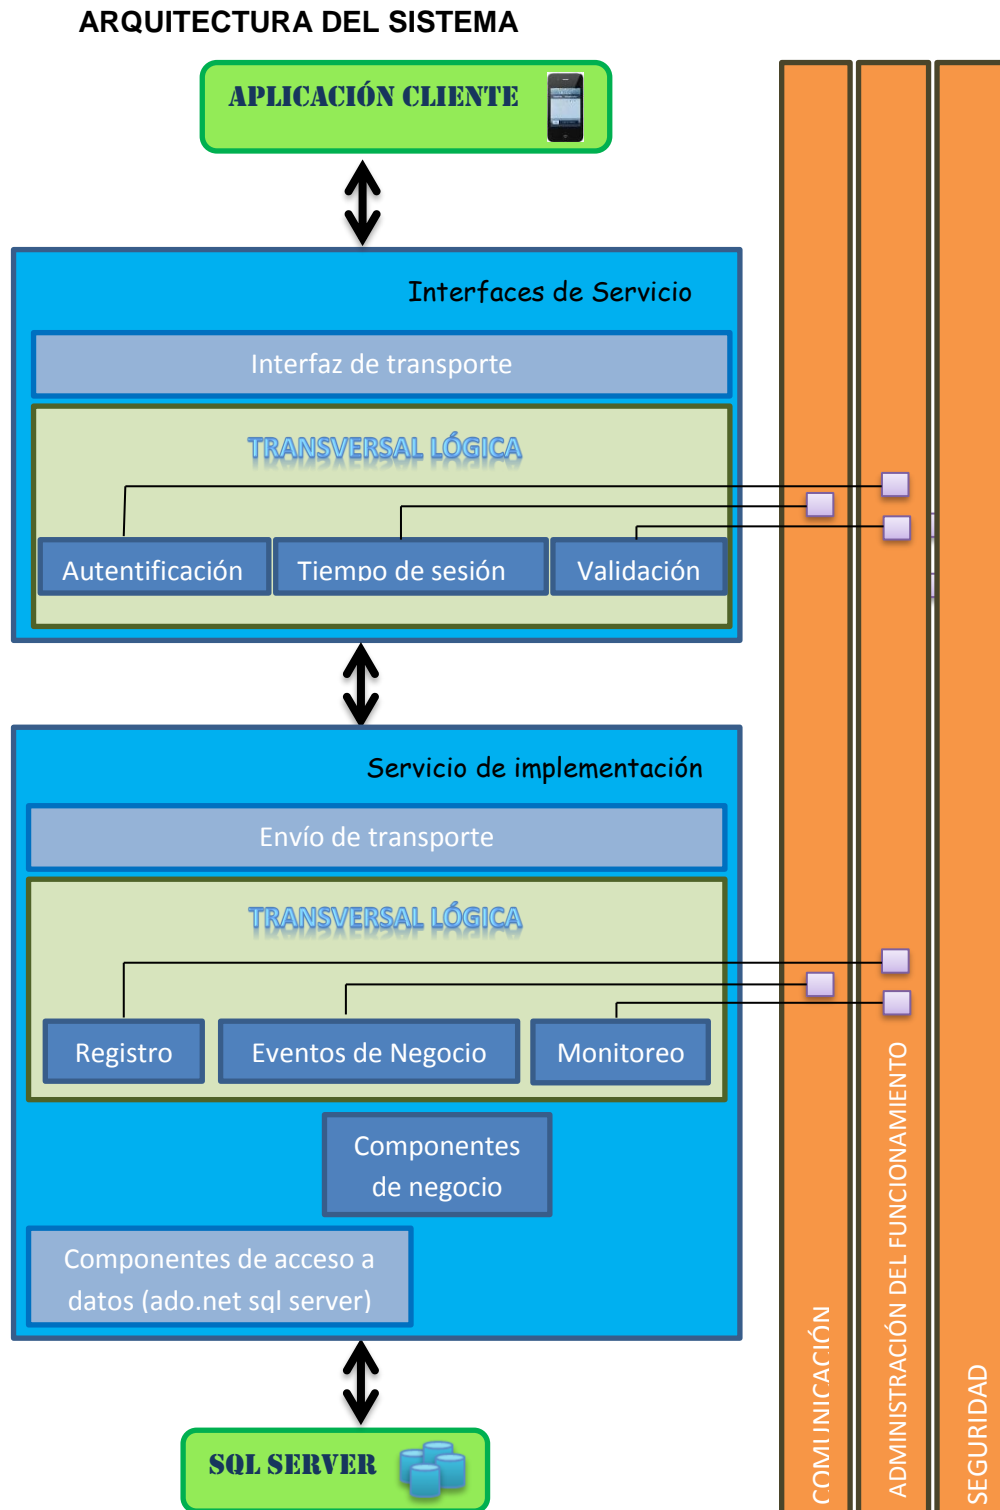 ARQUITECTURA DEL SISTEMA
APLICACIÓN CLIENTE
Interfaces de Servicio
Interfaz de transporte
TRANSVERSAL LÓGICA
Autentificación
Tiempo de sesión
Validación
Servicio de implementación
Envío de transporte
TRANSVERSAL LÓGICA
Registro
Eventos de Negocio
Monitoreo
Componentes
de negocio
Componentes de acceso a
datos (ado.net sql server)
SQL SERVER
COMUNICACIÓN
ADMINISTRACIÓN DEL FUNCIONAMIENTO
SEGURIDAD